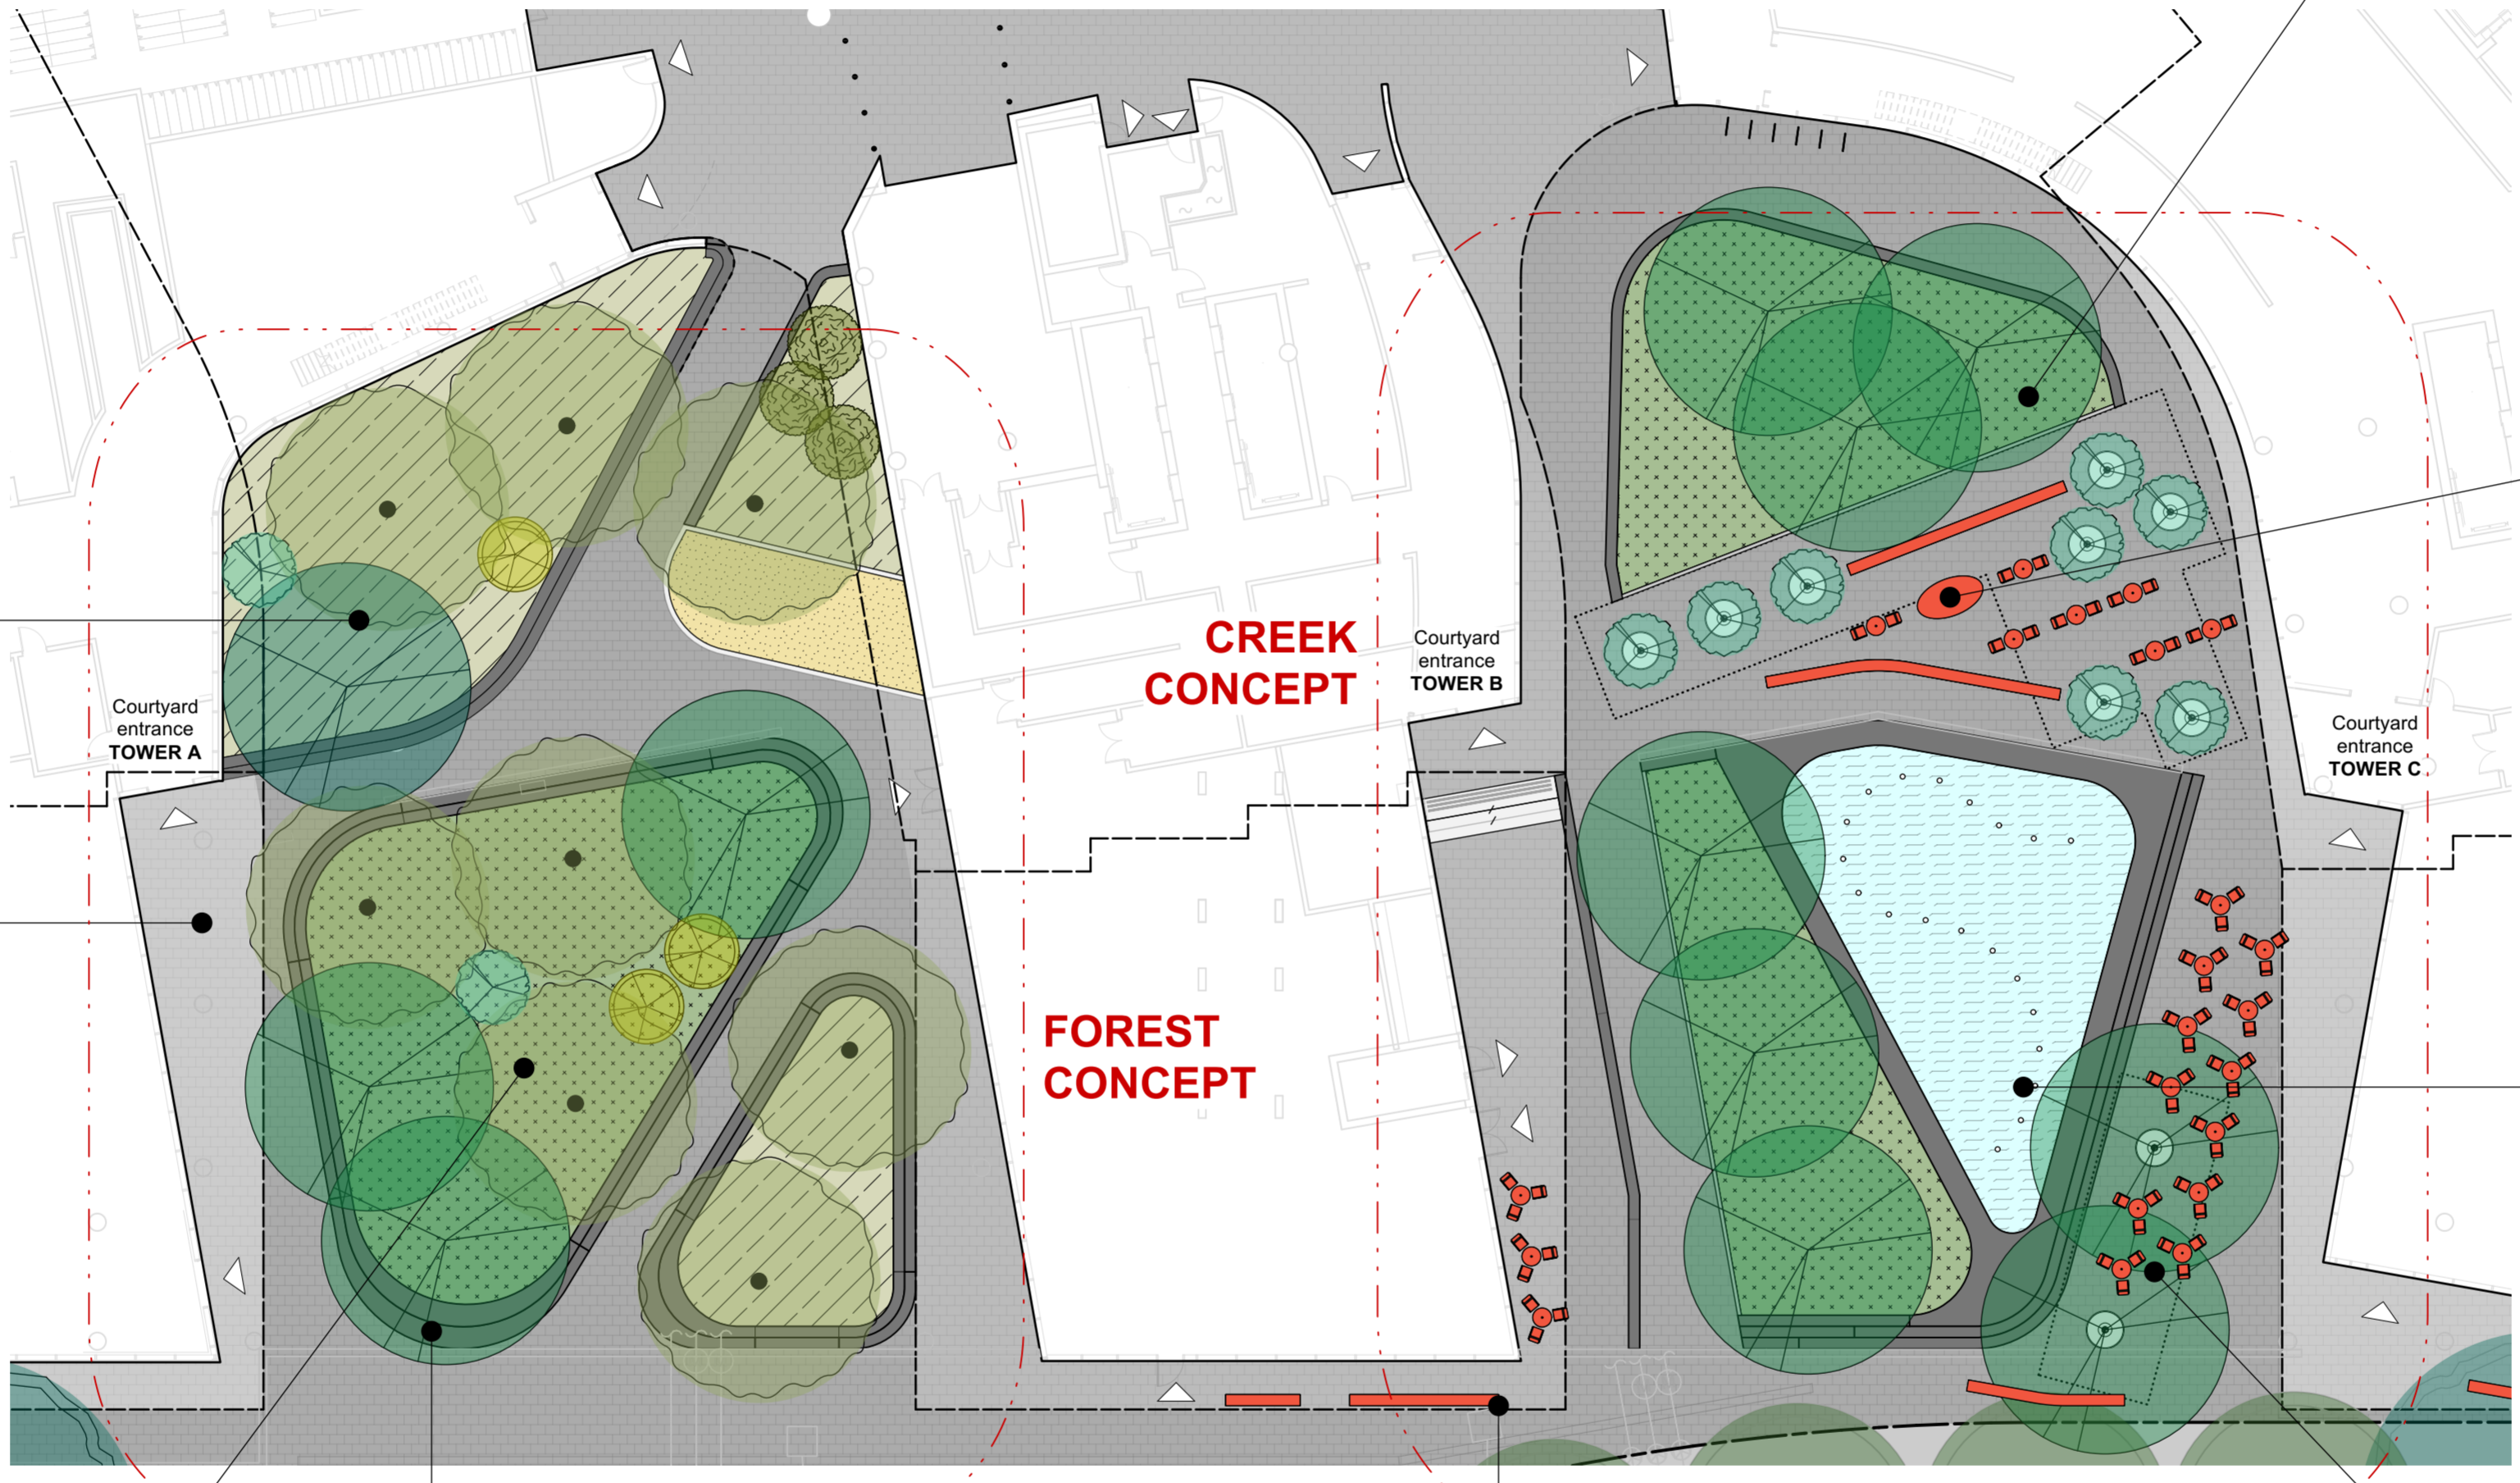 CREEK
CONCEPT
Courtyard
entrance
TOWER B
Courtyard
entrance
TOWER A
Courtyard
entrance
TOWER C
FOREST
CONCEPT